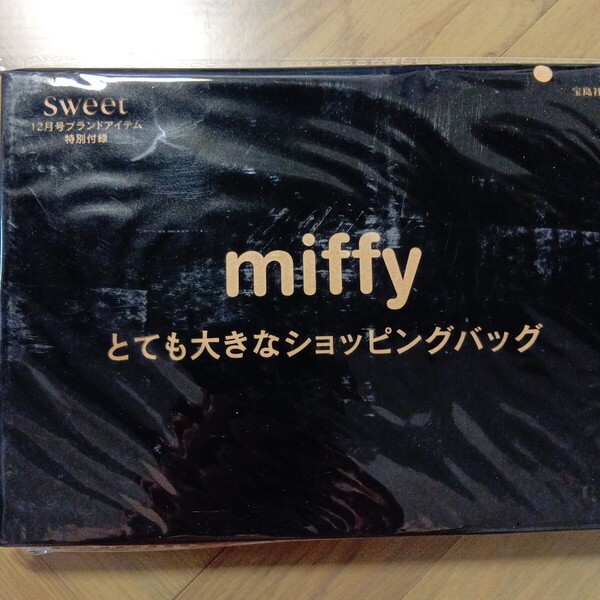 sweet
12月号ブランドアイテム
特別付録
宝島社
miffy
とても大きなショッピングバッグ